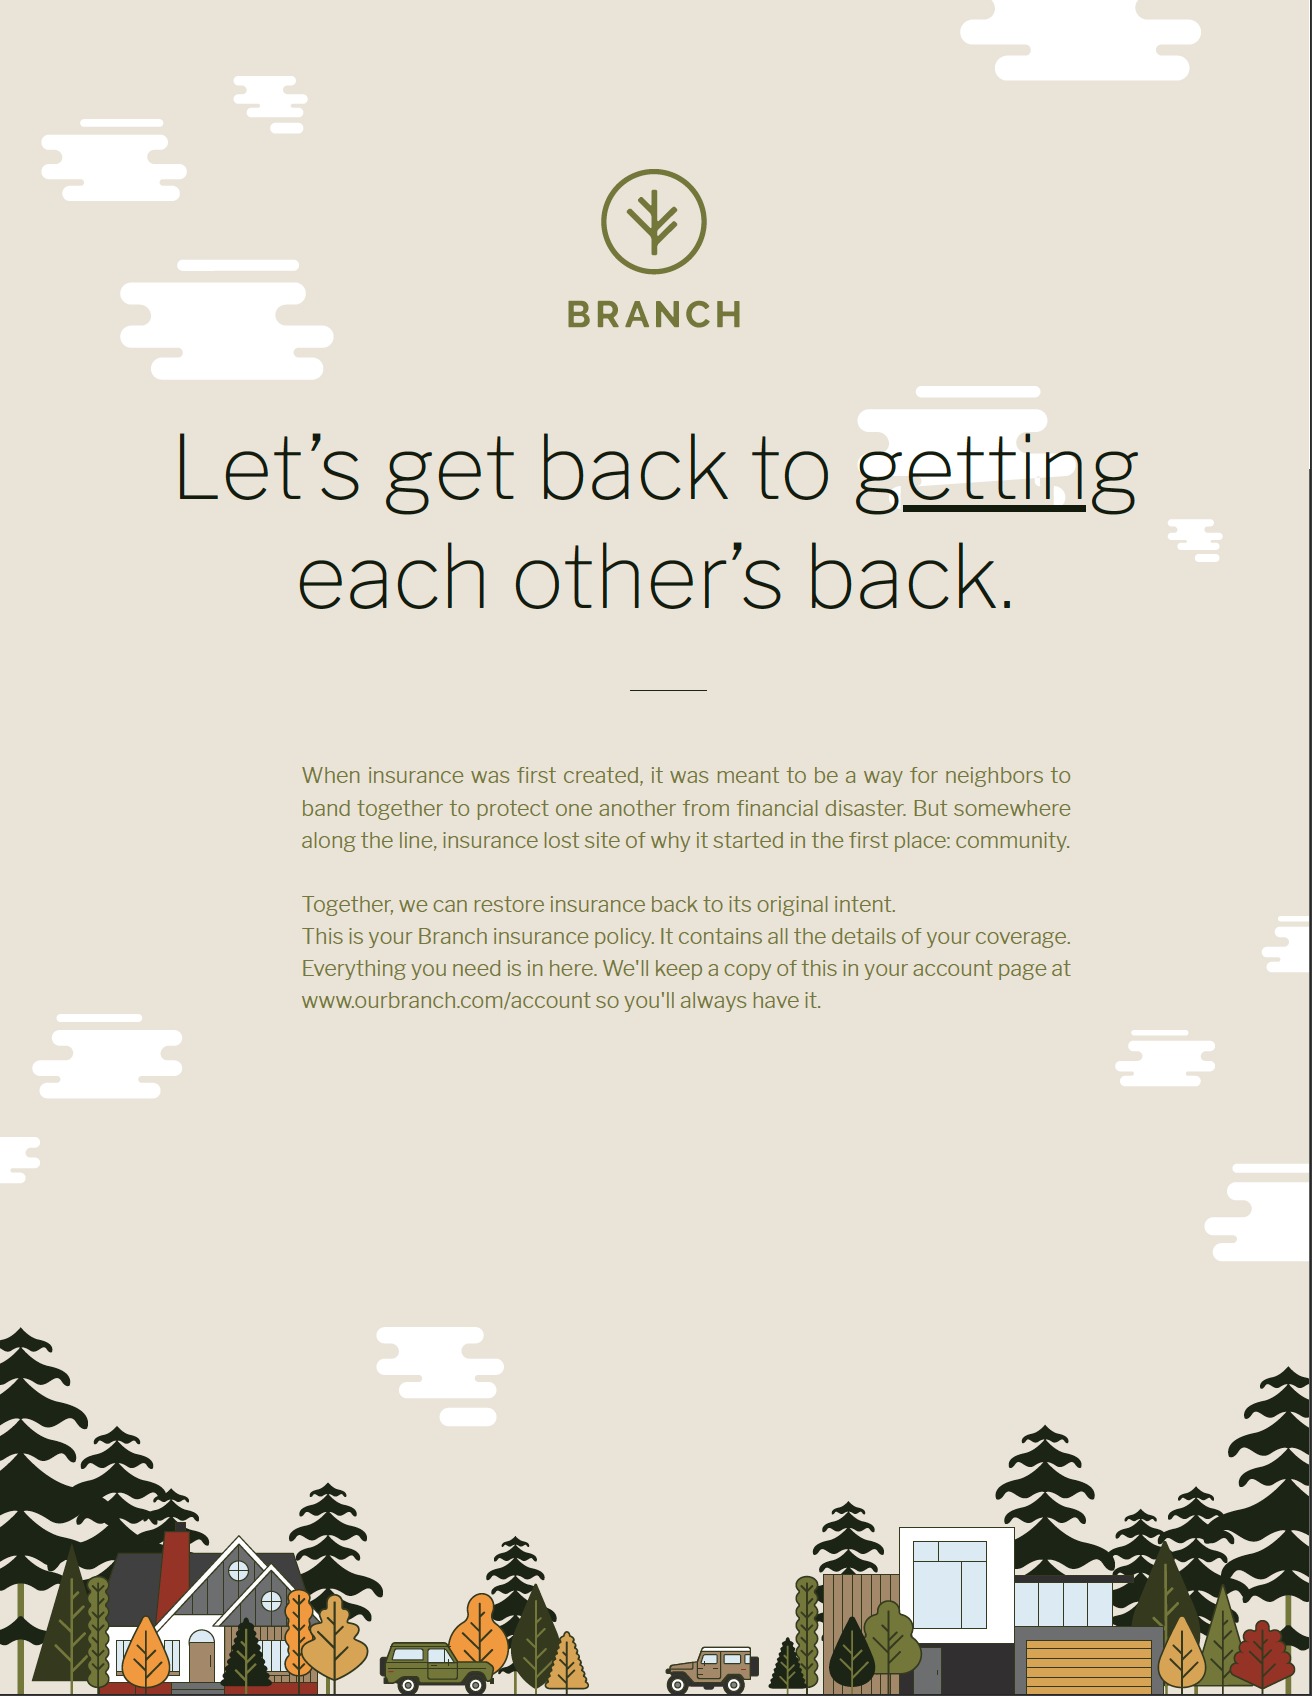 BRANCH
Let’s get back to getting
each other’s back.
When insurance was first created, it was meant to be a way for neighbors to
band together to protect one another from financial disaster. But somewhere
along the line, insurance lost site of why it started in the first place: community.
Together, we can restore insurance back to its original intent.
This is your Branch insurance policy. It contains all the details of your coverage.
Everything you need is in here. We'll keep a copy of this in your account page at
www.ourbranch.com/account so you'll always have it.